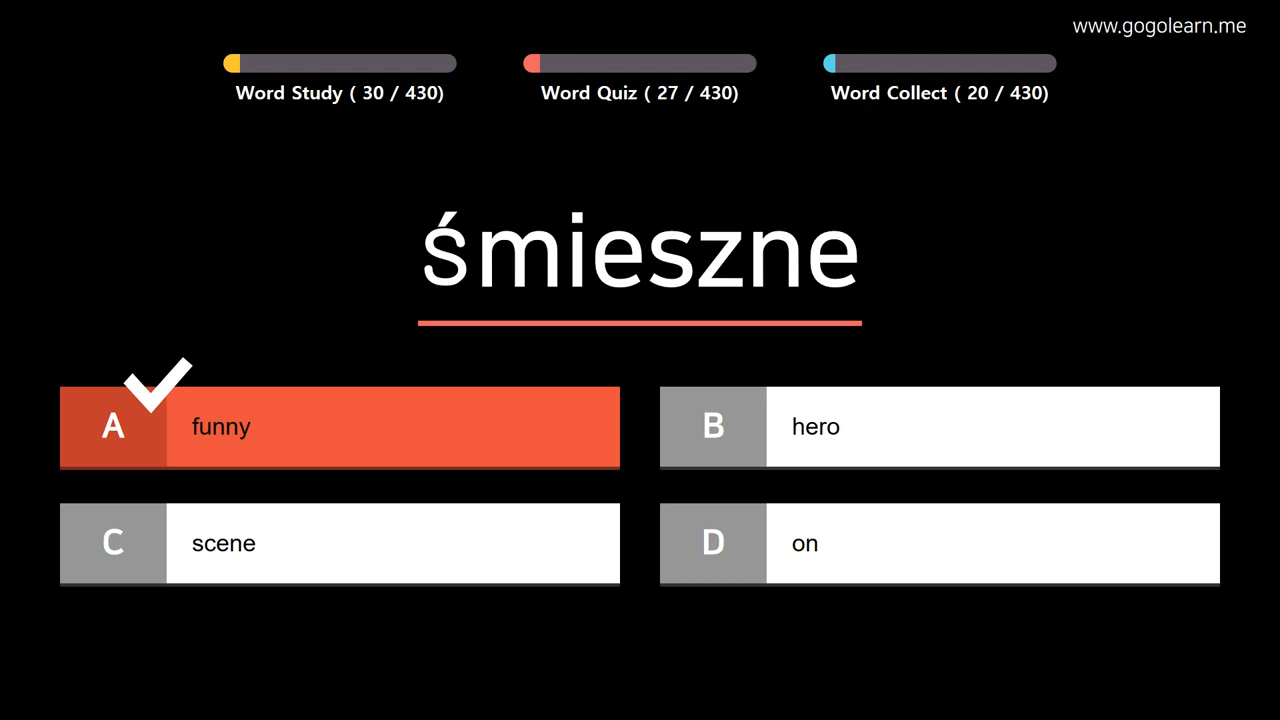 www.gogolearn.me
Word Study ( 30 / 430)
Word Quiz ( 27 / 430)
Word Collect ( 20 / 430)
śmieszne
A funny
B hero
C scene
D on